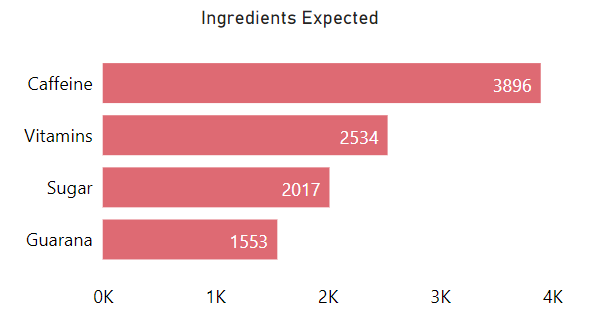 Ingredients Expected
Caffeine 3896
Vitamins 2534
Sugar 2017
Guarana 1553
0K 1K 2K 3K 4K